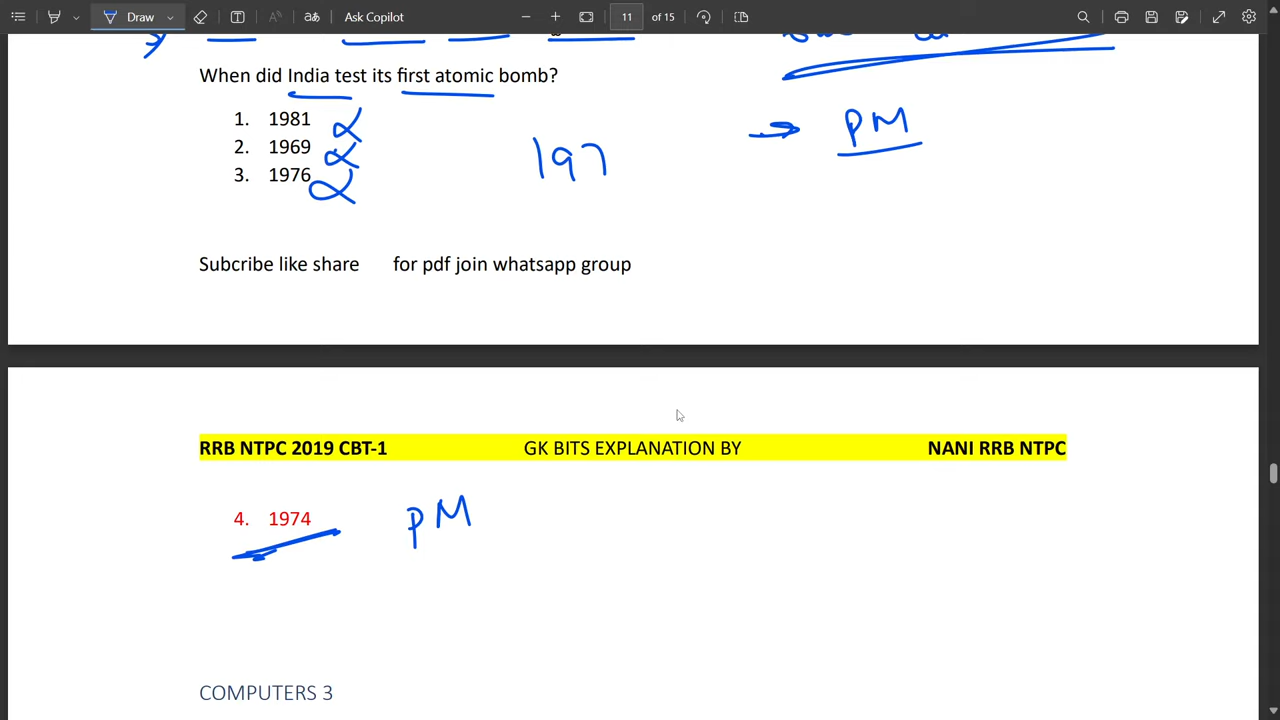 Draw
Ask Copilot
11 of 15
When did India test its first atomic bomb?
1. 1981
2. 1969
3. 1976
197
PM
Subcribe like share for pdf join whatsapp group
RRB NTPC 2019 CBT-1 GK BITS EXPLANATION BY NANI RRB NTPC
4. 1974 PM
COMPUTERS 3